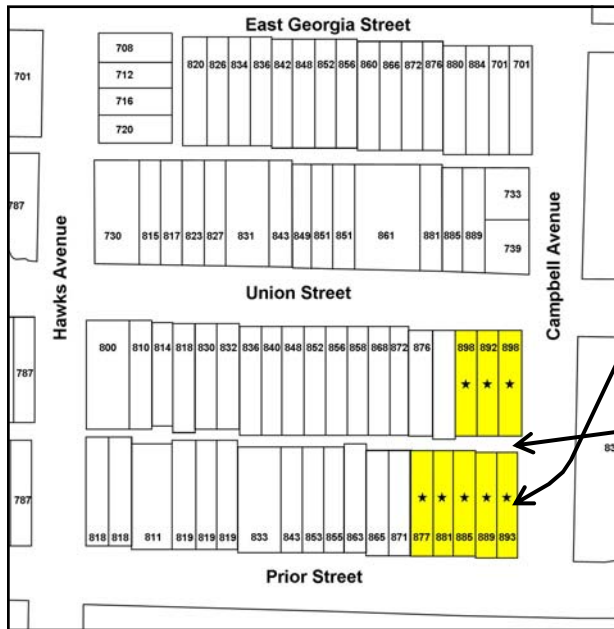 East Georgia Street
708
712
716
720
701
820 826 834 836 842 848 852 856 860 866 872 876 880 884 701 701
787
Hawks Avenue
730 815 817 823 827 831 843 849 851 851 861 881 885 889
733
739
Campbell Avenue
Union Street
787
800 810 814 818 830 832 836 840 848 852 856 858 868 872 876 898 892 898
★ ★ ★
787
★ ★ ★ ★ ★
818 818 811 819 819 819 833 843 853 855 863 865 871 877 881 885 889 893
Prior Street